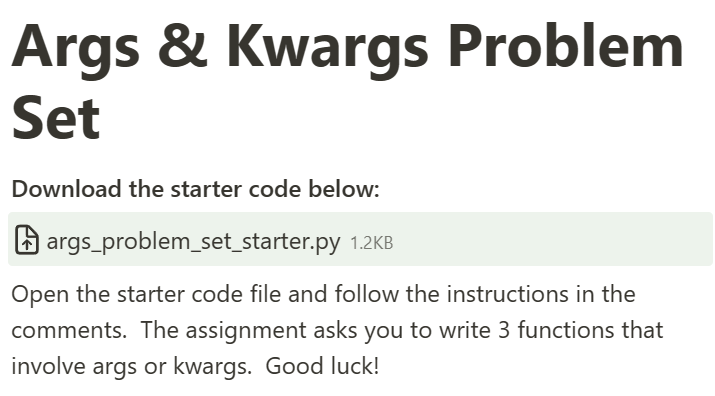 Args & Kwargs Problem
Set
Download the starter code below:
args_problem_set_starter.py 1.2KB
Open the starter code file and follow the instructions in the
comments.  The assignment asks you to write 3 functions that
involve args or kwargs.  Good luck!